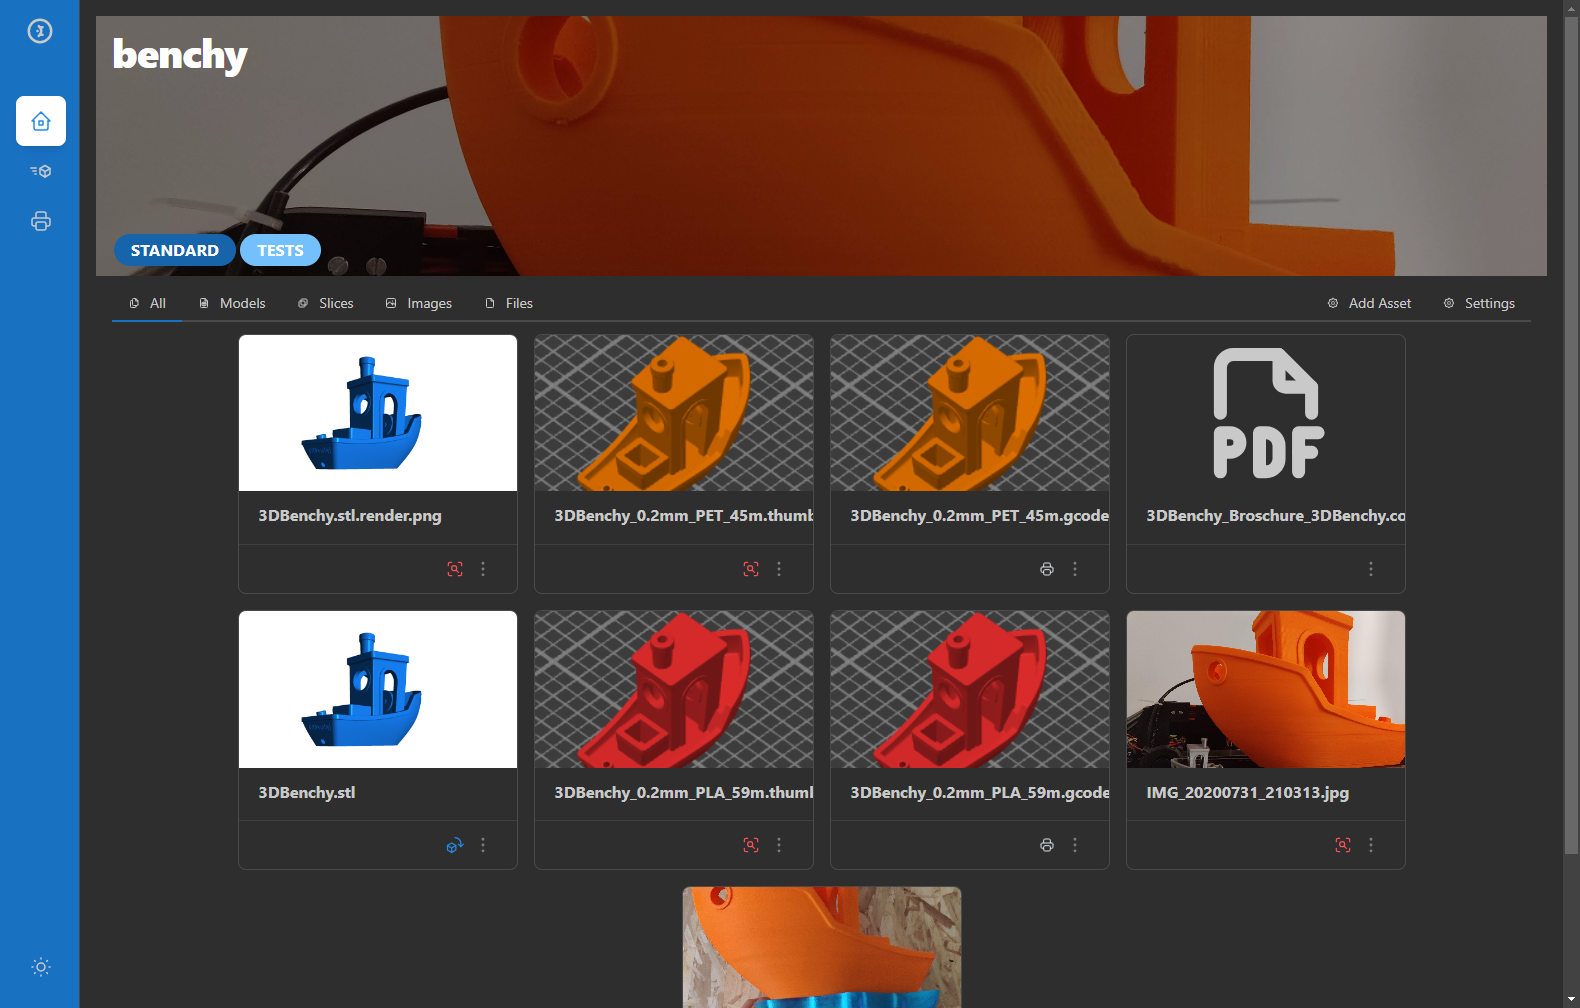 benchy
STANDARD TESTS
All Models Slices Images Files Add Asset Settings
PDF
3DBenchy.stl.render.png
3DBenchy_0.2mm_PET_45m.thumb
3DBenchy_0.2mm_PET_45m.gcode
3DBenchy_Broschure_3DBenchy.co
3DBenchy.stl
3DBenchy_0.2mm_PLA_59m.thuml
3DBenchy_0.2mm_PLA_59m.gcode
IMG_20200731_210313.jpg